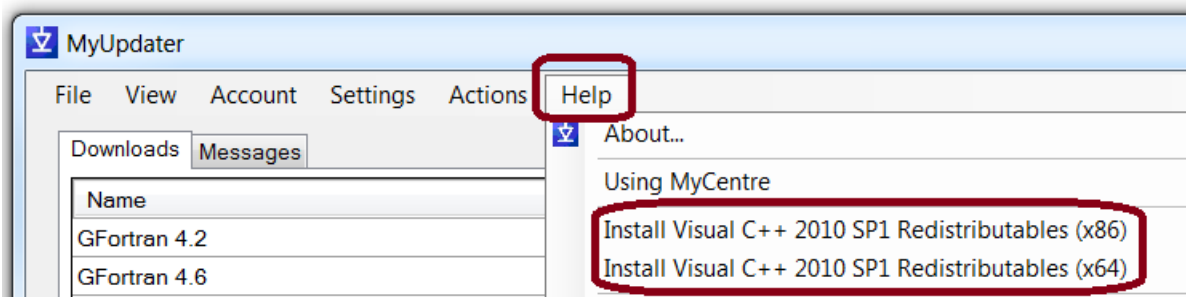 MyUpdater
File View Account Settings Actions Help
Downloads Messages
Name
GFortran 4.2
GFortran 4.6
About...
Using MyCentre
Install Visual C++ 2010 SP1 Redistributables (x86)
Install Visual C++ 2010 SP1 Redistributables (x64)